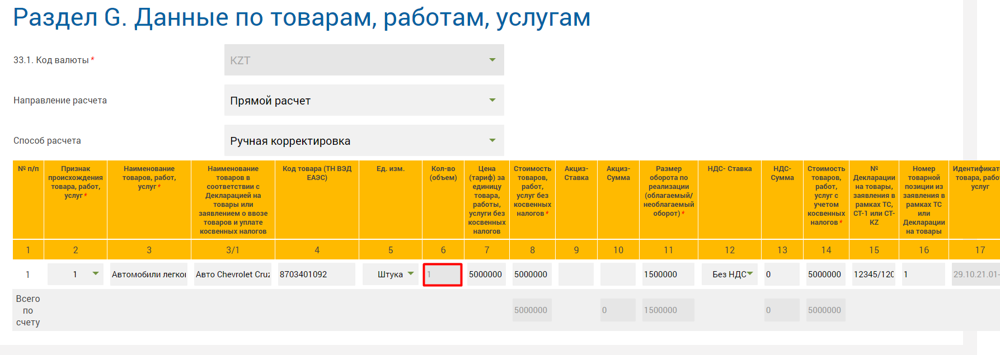 Раздел G. Данные по товарам, работам, услугам
33.1. Код валюты *
KZT
Направление расчета
Прямой расчет
Способ расчета
Ручная корректировка
№ п/п
Признак
происхождения
товара, работ,
услуг *
Наименование
товаров, работ,
услуг *
Наименование
товаров в
соответствии с
Декларацией на
товары или
заявлением о ввозе
товаров и уплате
косвенных налогов
Код товара (ТН ВЭД
ЕАЭС)
Ед. изм.
Кол-во
(объем)
Цена
(тариф) за
единицу
товара,
работы,
услуги без
косвенных
налогов
Стоимость
товаров,
работ,
услуг без
косвенных
налогов *
Акциз-
Ставка
Акциз-
Сумма
Размер
оборота по
реализации
(облагаемый/
необлагаемый
оборот) *
НДС- Ставка
НДС-
Сумма
Стоимость
товаров,
работ,
услуг с
учетом
косвенных
налогов *
№
Декларации
на товары,
заявления в
рамках ТС,
СТ-1 или СТ-
KZ
Номер
товарной
позиции из
заявления в
рамках ТС
или
Декларации
на товары
Идентификат
товара, рабо
услуг
1 2 3 3/1 4 5 6 7 8 9 10 11 12 13 14 15 16 17
1 1 Автомобили легко Авто Chevrolet Cruz 8703401092 Штука 1 5000000 5000000 1500000 Без НДС 0 5000000 12345/120 1 29.10.21.01-
Всего
по
счету
5000000 0 1500000 0 5000000